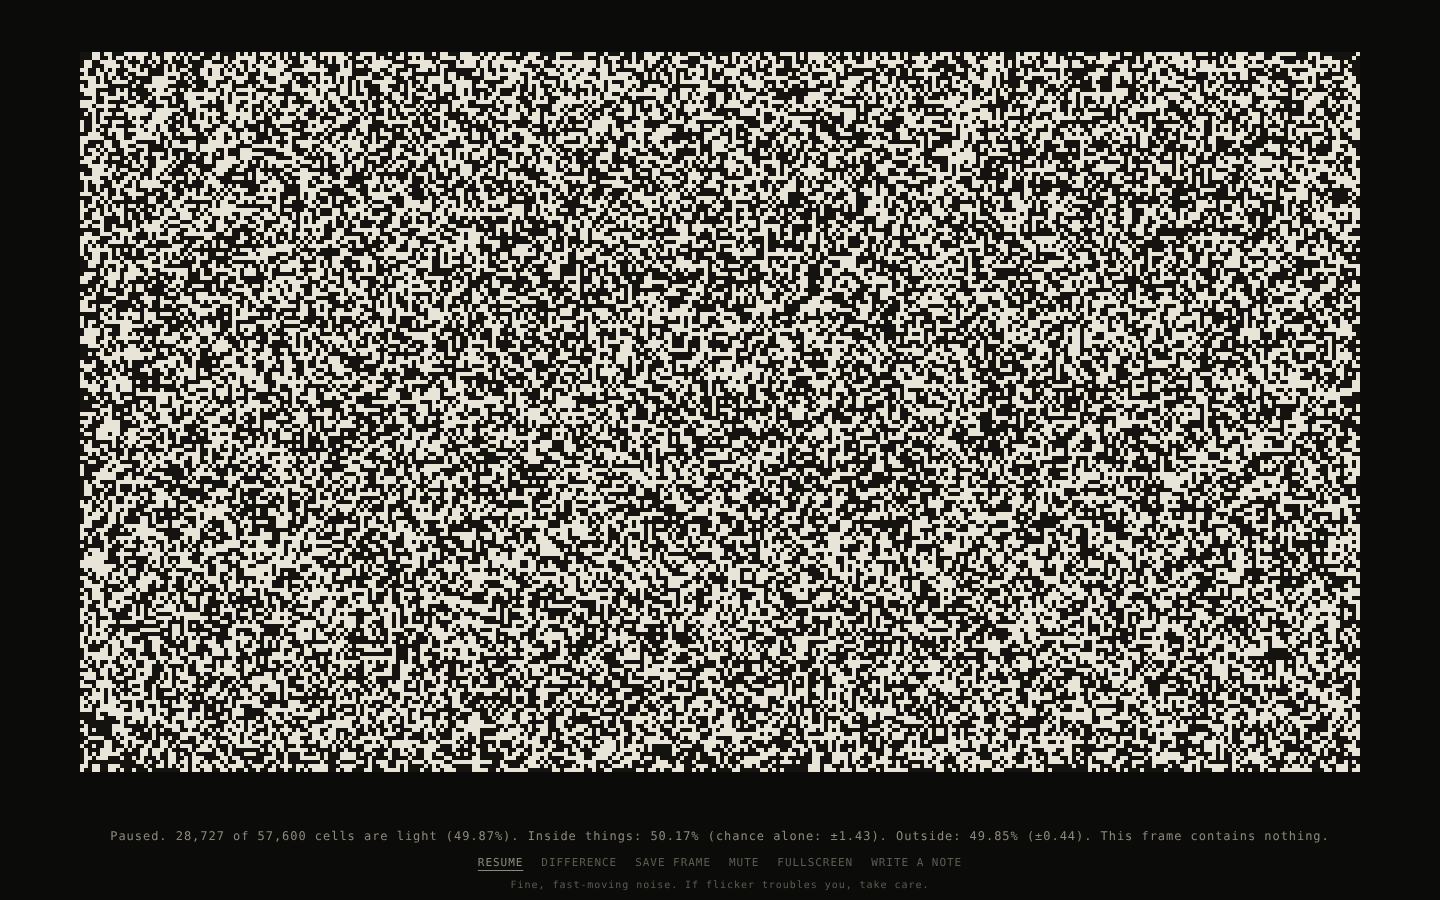 Paused. 28,727 of 57,600 cells are light (49.87%). Inside things: 50.17% (chance alone: ±1.43). Outside: 49.85% (±0.44). This frame contains nothing.
RESUME DIFFERENCE SAVE FRAME MUTE FULLSCREEN WRITE A NOTE
Fine, fast-moving noise. If flicker troubles you, take care.